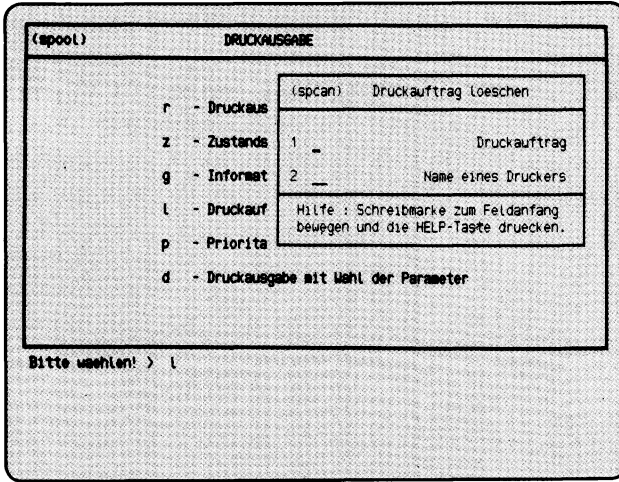 (spool) DRUCKAUSGABE
(spcan) Druckauftrag loeschen
r - Druckaus
z - Zustands
1 _ Druckauftrag
g - Informat
2 __ Name eines Druckers
l - Druckauf
Hilfe : Schreibmarke zum Feldanfang
bewegen und die HELP-Taste druecken.
p - Priorita
d - Druckausgabe mit Wahl der Parameter
Bitte waehlen! > l